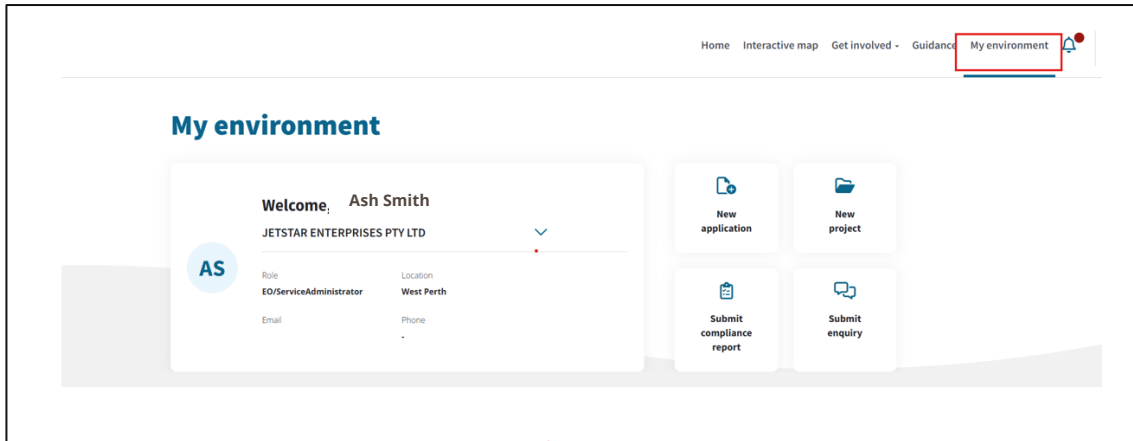 Home Interactive map Get involved Guidance My environment
My environment
Welcome, Ash Smith
JETSTAR ENTERPRISES PTY LTD
AS
Role Location
EO/ServiceAdministrator West Perth
Email Phone
-
New application
New project
Submit compliance report
Submit enquiry